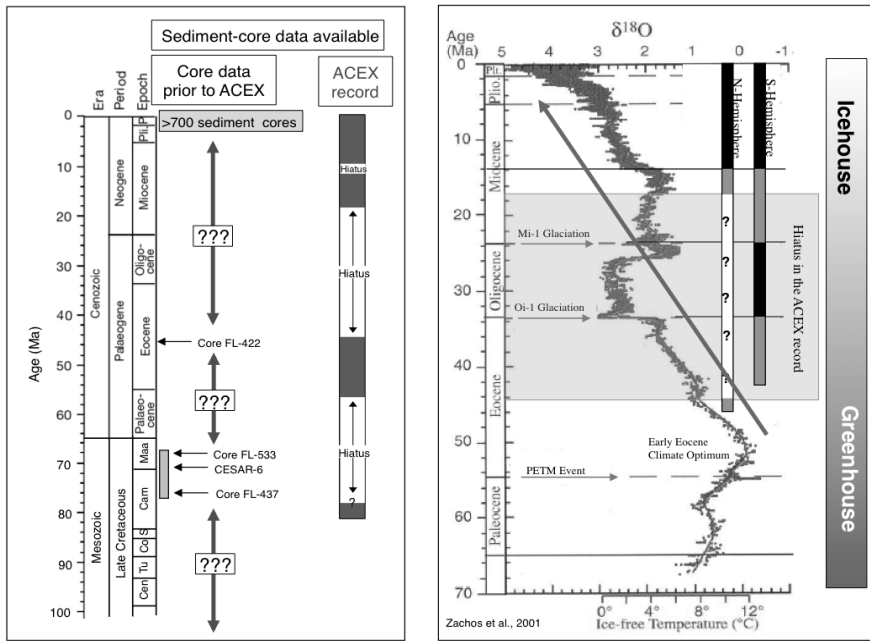 Sediment-core data available
Core data
prior to ACEX
ACEX
record
Era
Period
Epoch
>700 sediment cores
Age (Ma)
0
10
20
30
40
50
60
70
80
90
100
Cenozoic
Mesozoic
Neogene
Palaeogene
Late Cretaceous
Pli.P
Miocene
Oligo-
cene
Eocene
Palaeo-
cene
Maa
Cam
S
Co
Tu
Cen
???
Core FL-422
???
Core FL-533
CESAR-6
Core FL-437
???
Hiatus
Hiatus
Hiatus
?
δ18O
Age
(Ma)
5 4 3 2 1 0 -1
0
10
20
30
40
50
60
70
Plt.
Plio.
Miocene
Oligocene
Eocene
Paleocene
N-Hemisphere
S-Hemisphere
Mi-1 Glaciation
Oi-1 Glaciation
?
?
?
?
?
Hiatus in the ACEX
record
Early Eocene
Climate Optimum
PETM Event
Icehouse
Greenhouse
0° 4° 8° 12°
Ice-free Temperature (°C)
Zachos et al., 2001